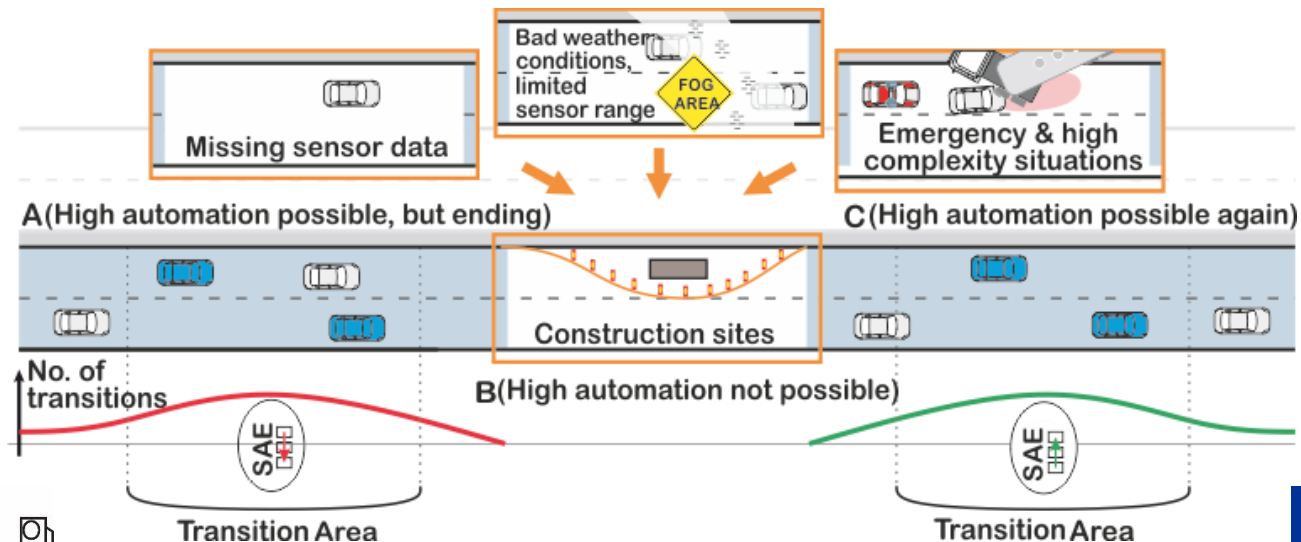 Missing sensor data
Bad weather
conditions,
limited
sensor range
FOG
AREA
Emergency & high
complexity situations
A(High automation possible, but ending)
C(High automation possible again)
Construction sites
B(High automation not possible)
No. of
transitions
SAE
SAE
Transition Area
Transition Area